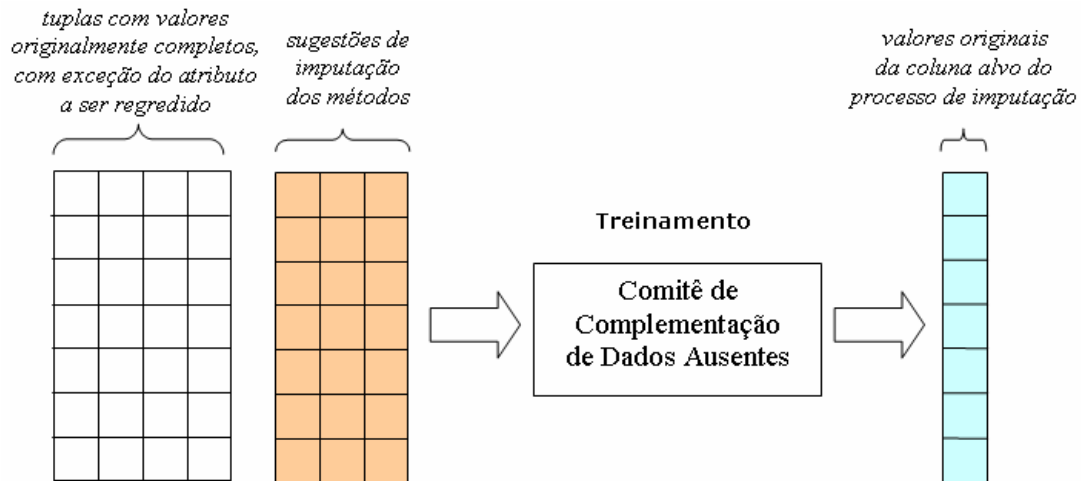 tuplas com valores
originalmente completos,
com exceção do atributo
a ser regredido
sugestões de
imputação
dos métodos
valores originais
da coluna alvo do
processo de imputação
Treinamento
Comitê de
Complementação
de Dados Ausentes